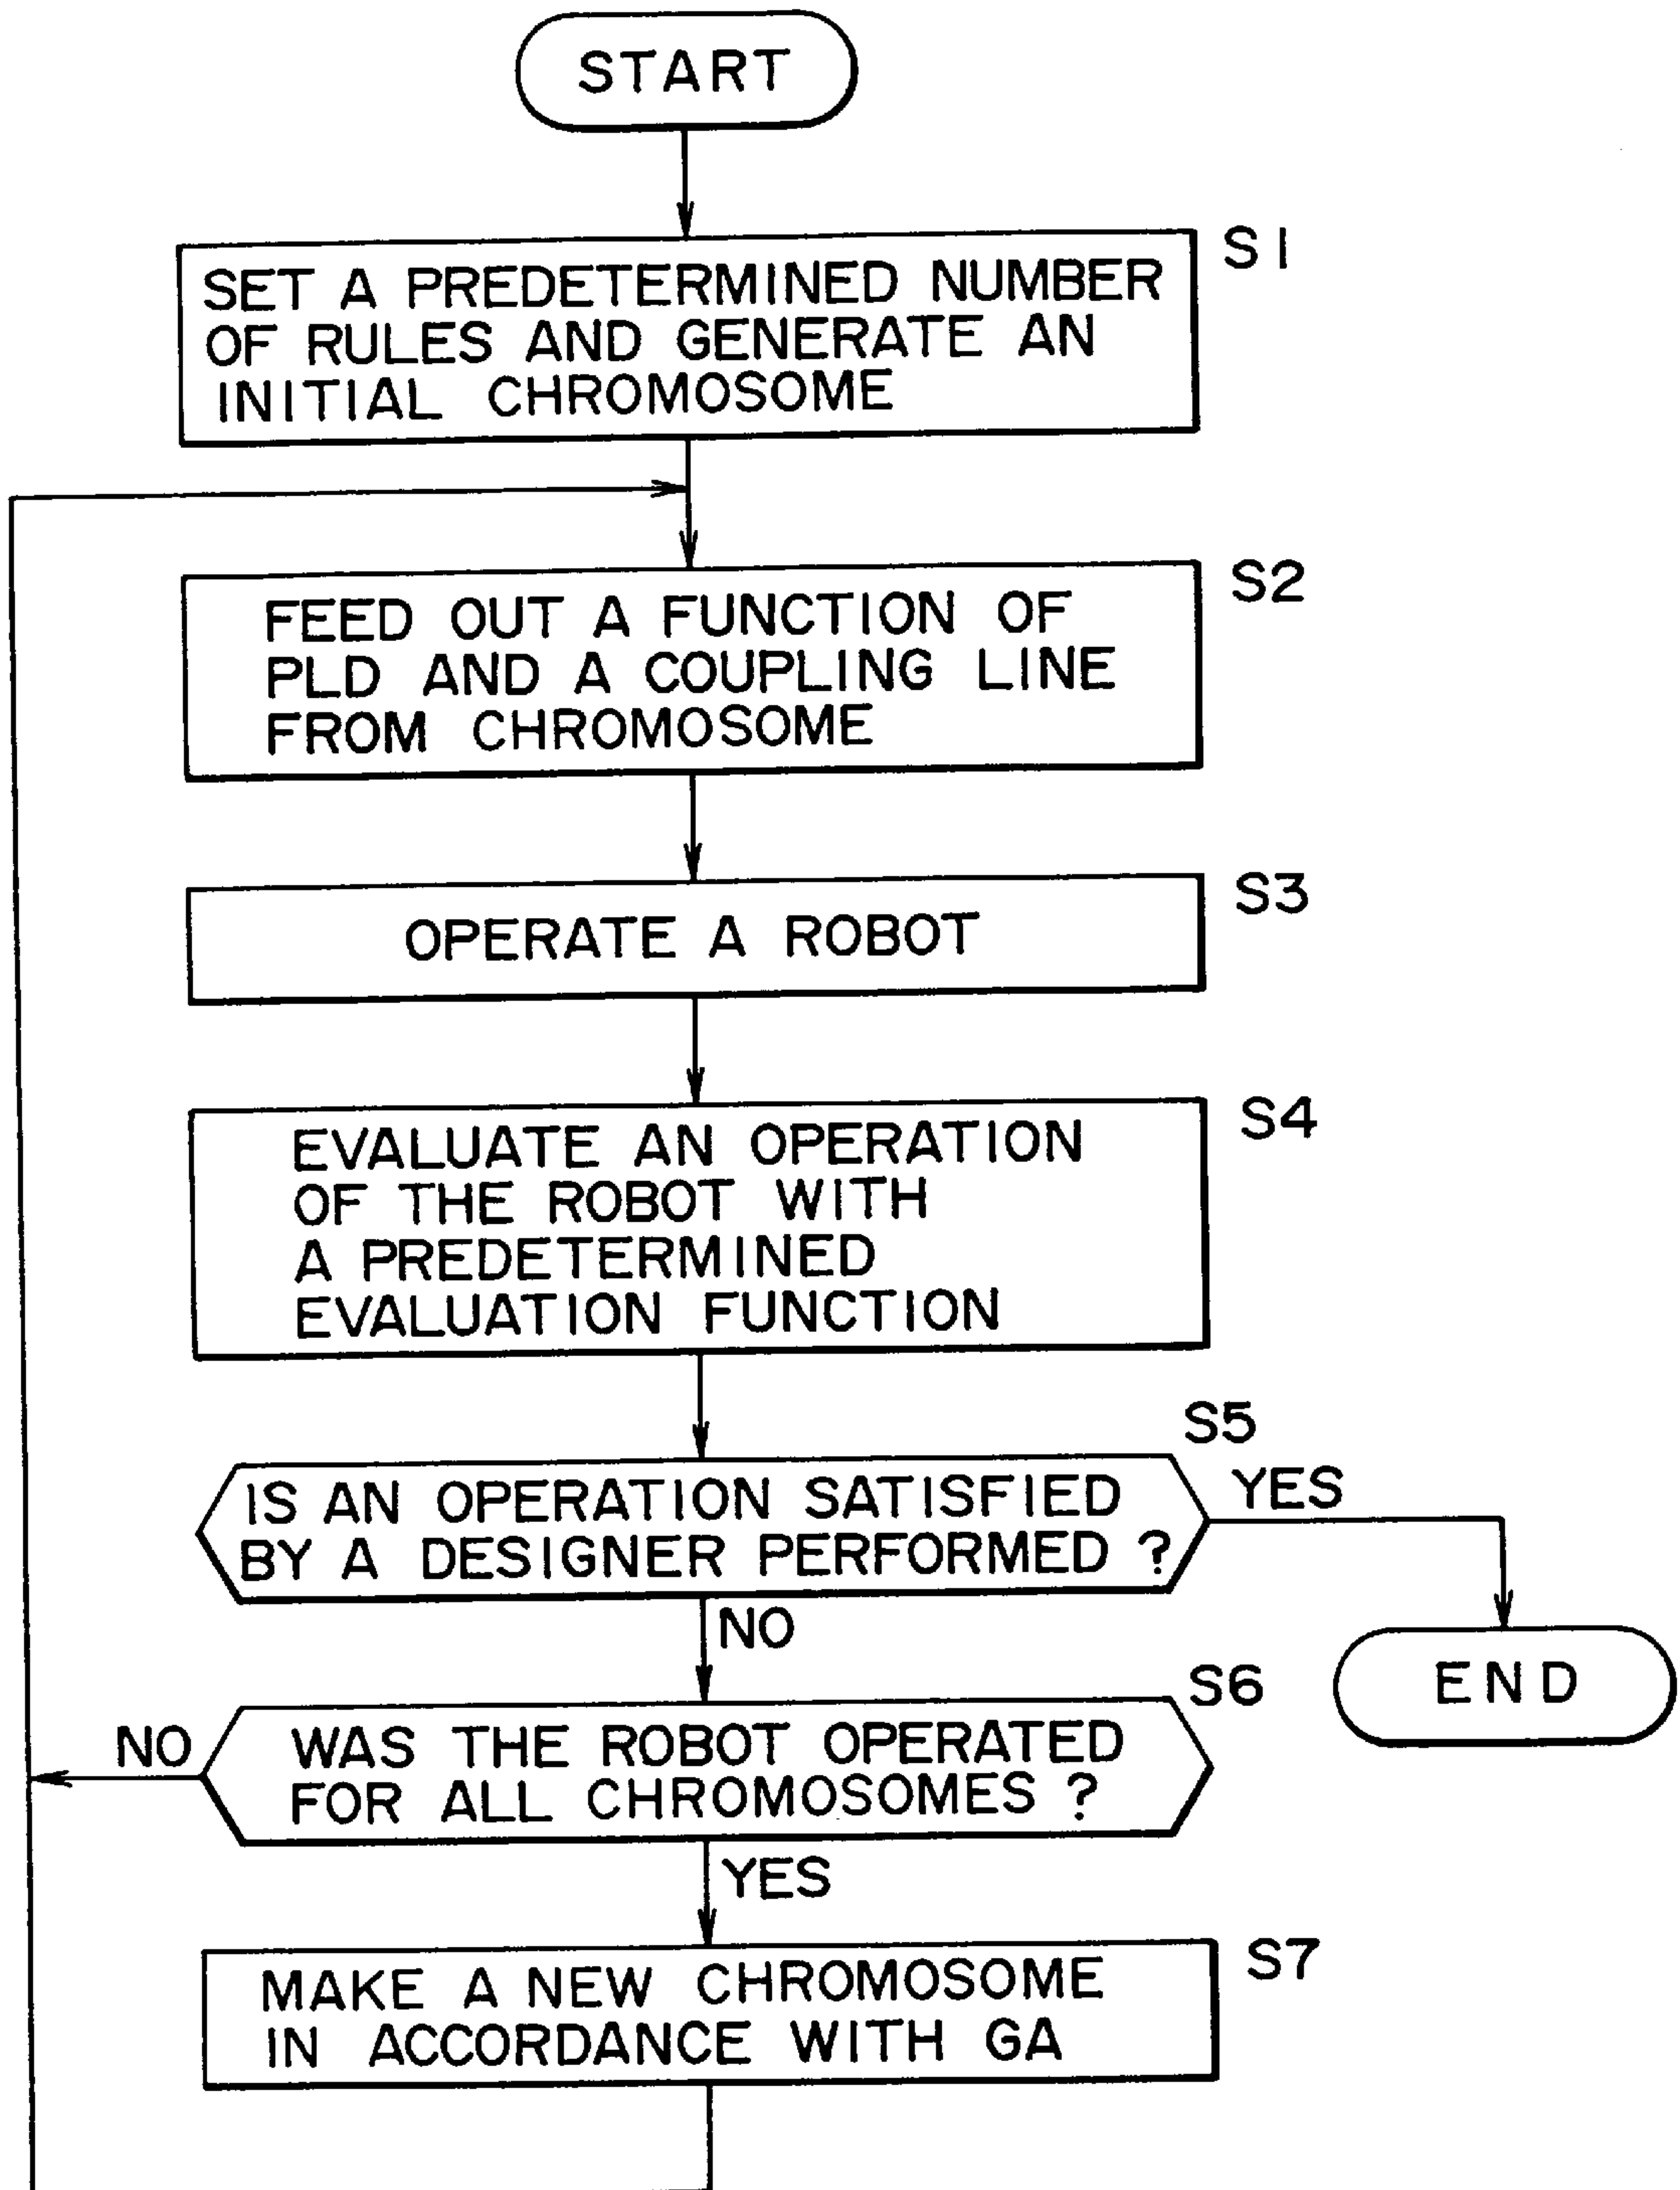 START
S1
SET A PREDETERMINED NUMBER
OF RULES AND GENERATE AN
INITIAL CHROMOSOME
S2
FEED OUT A FUNCTION OF
PLD AND A COUPLING LINE
FROM CHROMOSOME
S3
OPERATE A ROBOT
S4
EVALUATE AN OPERATION
OF THE ROBOT WITH
A PREDETERMINED
EVALUATION FUNCTION
S5
IS AN OPERATION SATISFIED
BY A DESIGNER PERFORMED ?
YES
NO
END
S6
WAS THE ROBOT OPERATED
FOR ALL CHROMOSOMES ?
NO
YES
S7
MAKE A NEW CHROMOSOME
IN ACCORDANCE WITH GA